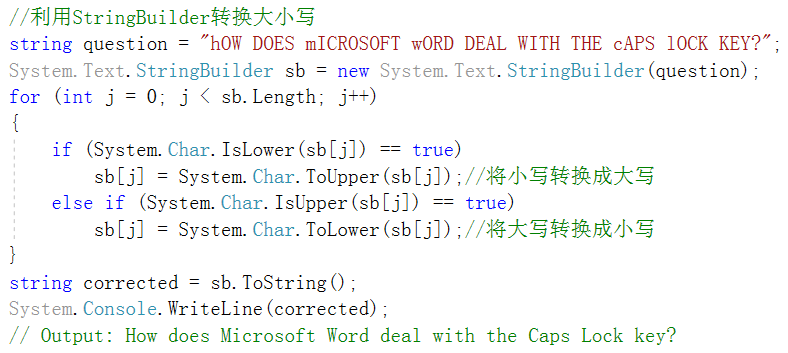 //利用StringBuilder转换大小写
string question = "hOW DOES mICROSOFT wORD DEAL WITH THE cAPS lOCK KEY?";
System.Text.StringBuilder sb = new System.Text.StringBuilder(question);
for (int j = 0; j < sb.Length; j++)
{
    if (System.Char.IsLower(sb[j]) == true)
        sb[j] = System.Char.ToUpper(sb[j]);//将小写转换成大写
    else if (System.Char.IsUpper(sb[j]) == true)
        sb[j] = System.Char.ToLower(sb[j]);//将大写转换成小写
}
string corrected = sb.ToString();
System.Console.WriteLine(corrected);
// Output: How does Microsoft Word deal with the Caps Lock key?